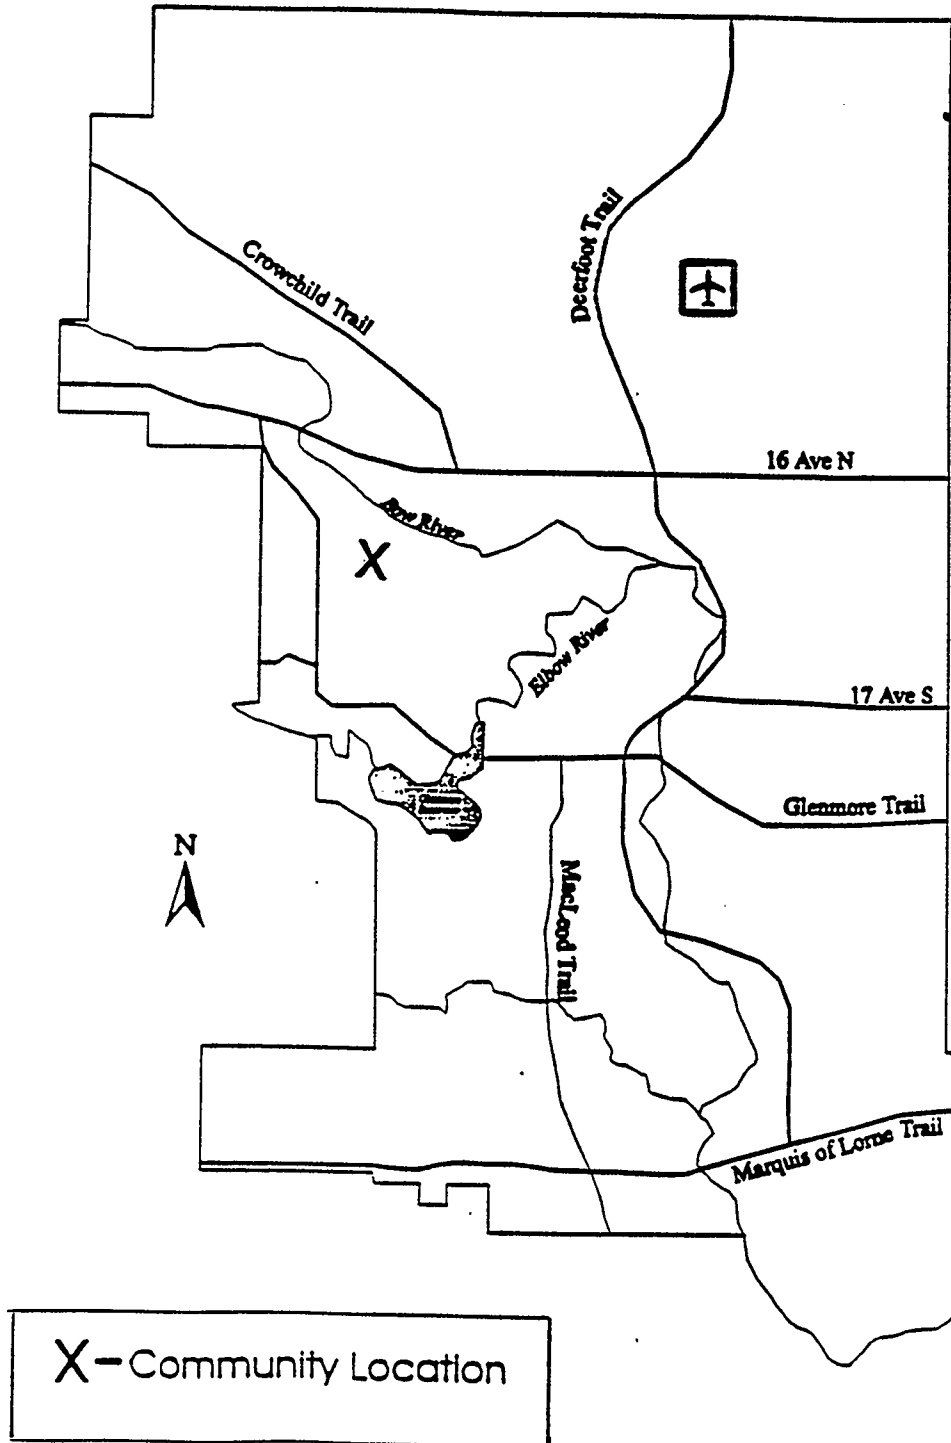 Crowchild Trail
Deerfoot Trail
16 Ave N
Bow River
X
Elbow River
17 Ave S
Glenmore Trail
N
MacLeod Trail
Marquis of Lorne Trail
X - Community Location